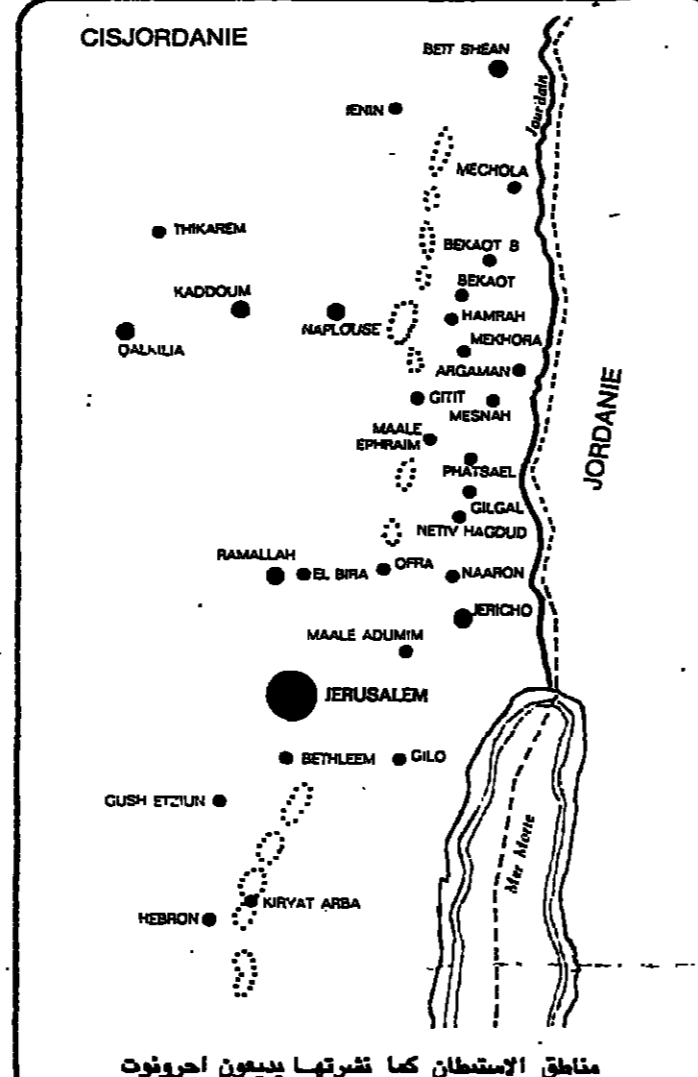 CISJORDANIE
BETT SHEAN
JENIN
Jourdain
MECHOLA
THIKAREM
BEKAOT B
KADDOUM
BEKAOT
NAPLOUSE
HAMRAH
QALKILIA
MEKHORA
ARGAMAN
GITIT
MESNAH
JORDANIE
MAALE
EPHRAIM
PHATSAEL
GILGAL
NETIV HAGDUD
RAMALLAH
EL BIRA
OFRA
NAARON
JERICHO
MAALE ADUMIM
JERUSALEM
BETHLEEM
GILO
GUSH ETZIUN
Mer Morte
KIRYAT ARBA
HEBRON
مناطق الاستيطان كما نشرتها يديعون احرونوت